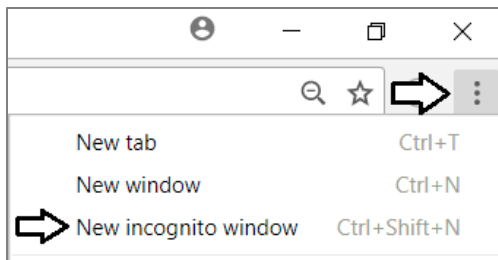 New tab Ctrl+T
New window Ctrl+N
New incognito window Ctrl+Shift+N